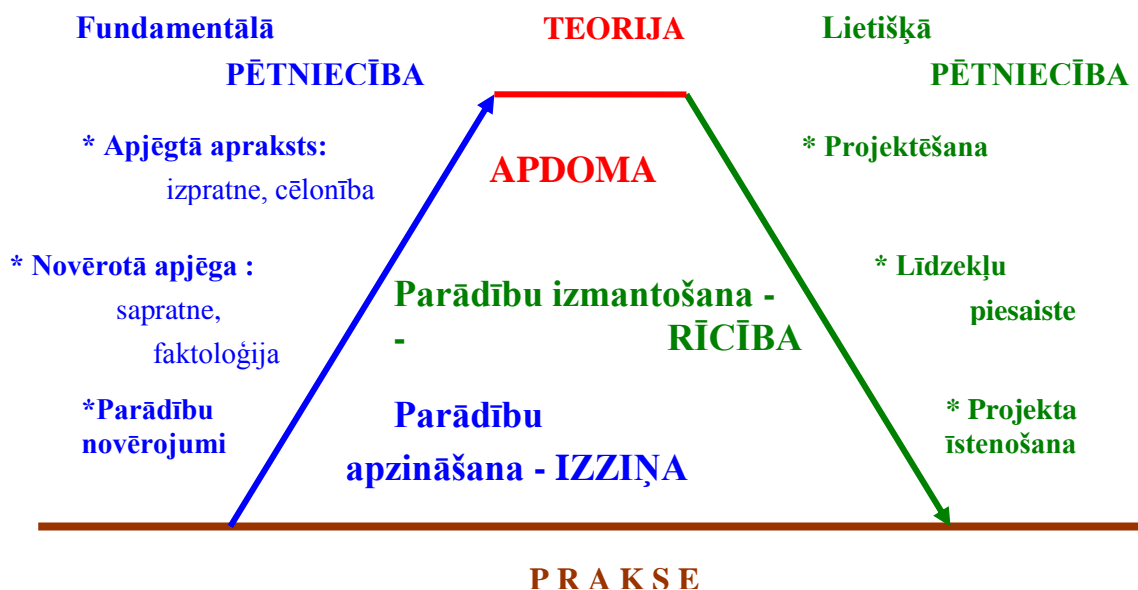 Fundamentālā
PĒTNIECĪBA
* Apjēgtā apraksts:
izpratne, cēlonība
* Novērotā apjēga :
sapratne,
faktoloģija
*Parādību
novērojumi
TEORIJA
APDOMA
Parādību izmantošana -
- RĪCĪBA
Parādību
apzināšana - IZZIŅA
Lietišķā
PĒTNIECĪBA
* Projektēšana
* Līdzekļu
piesaiste
* Projekta
īstenošana
P R A K S E